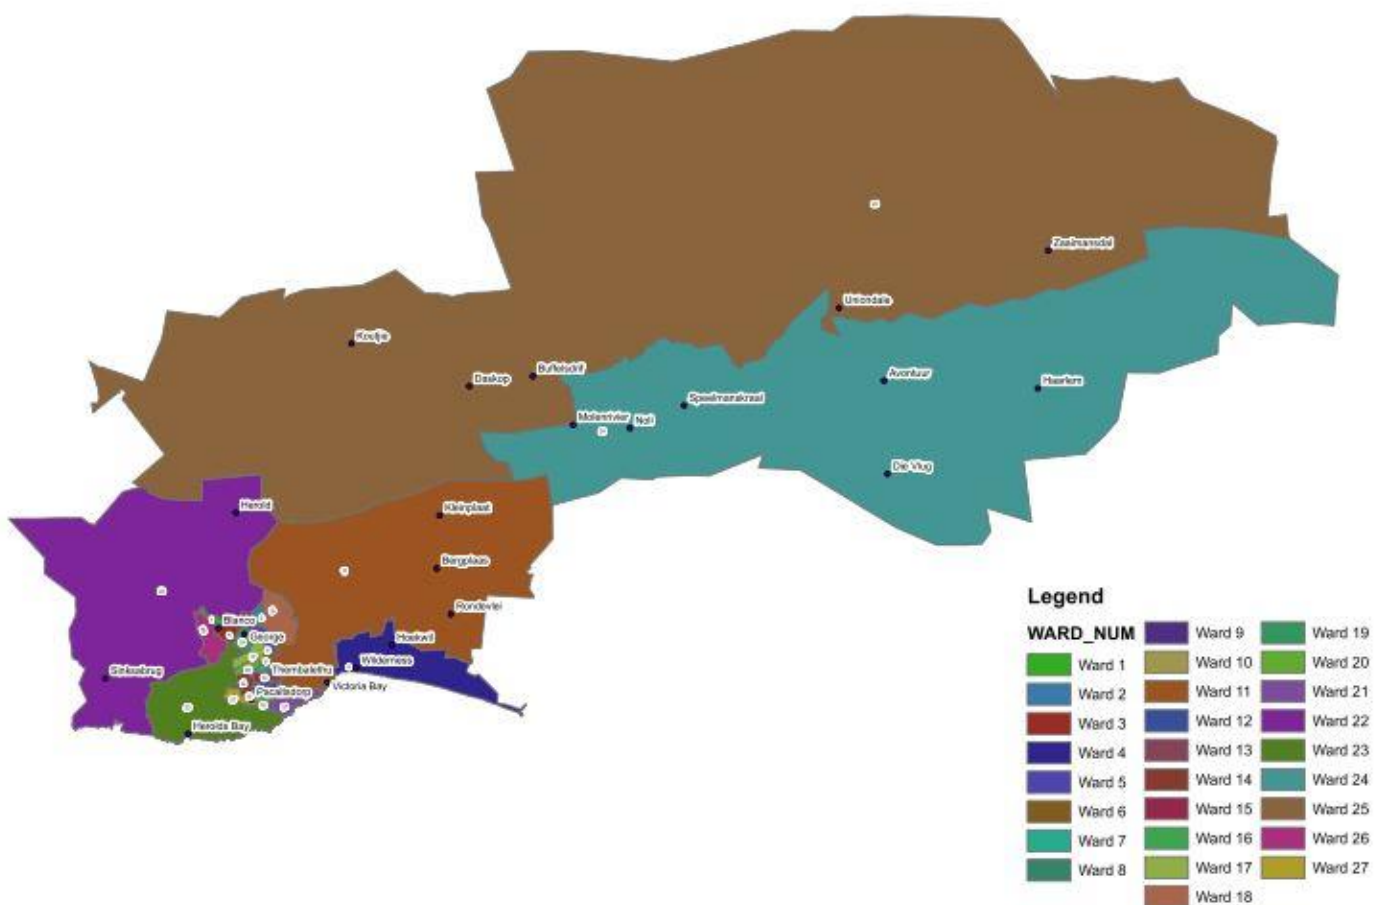 Zaaimansdal
Uniondale
Koutjie
Daskop
Buffelsdrif
Avontuur
Haarlem
Speelmanskraal
Molenrivier
Noll
Die Vlug
Herold
Kleinplaat
Bergplaas
Rondevlei
Blanco
George
Hoekwil
Wilderness
Thembalethu
Sinksabrug
Victoria Bay
Pacaltsdorp
Herolds Bay
Legend
WARD_NUM
Ward 1
Ward 2
Ward 3
Ward 4
Ward 5
Ward 6
Ward 7
Ward 8
Ward 9
Ward 10
Ward 11
Ward 12
Ward 13
Ward 14
Ward 15
Ward 16
Ward 17
Ward 18
Ward 19
Ward 20
Ward 21
Ward 22
Ward 23
Ward 24
Ward 25
Ward 26
Ward 27